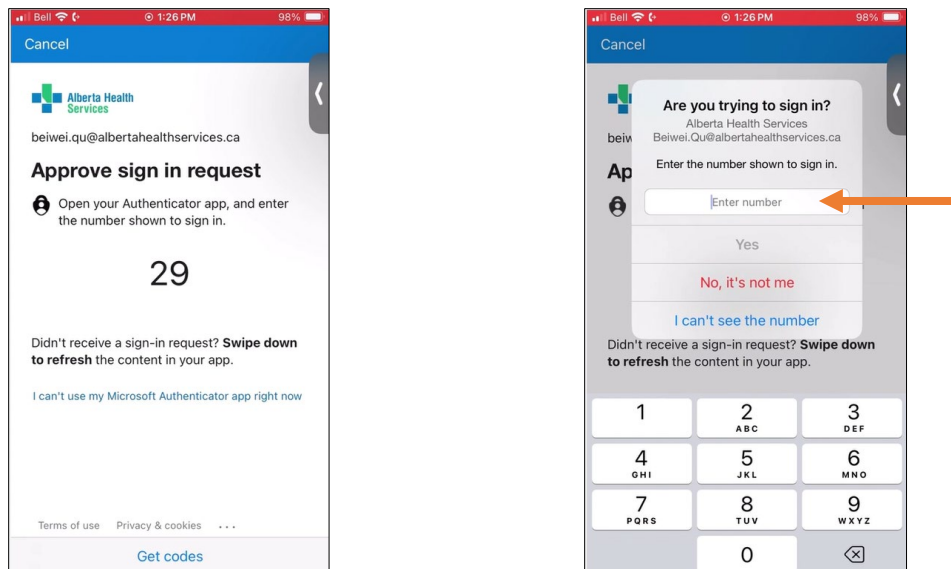 Bell 1:26 PM 98%
Cancel
Alberta Health
Services
beiwei.qu@albertahealthservices.ca
Approve sign in request
Open your Authenticator app, and enter
the number shown to sign in.
29
Didn't receive a sign-in request? Swipe down
to refresh the content in your app.
I can't use my Microsoft Authenticator app right now
Terms of use Privacy & cookies ...
Get codes
Bell 1:26 PM 98%
Cancel
Are you trying to sign in?
Alberta Health Services
beiw Beiwei.Qu@albertahealthservices.ca
Ap Enter the number shown to sign in.
Enter number
Yes
No, it's not me
I can't see the number
Didn't receive a sign-in request? Swipe down
to refresh the content in your app.
1 2 3
ABC DEF
4 5 6
GHI JKL MNO
7 8 9
PQRS TUV WXYZ
0